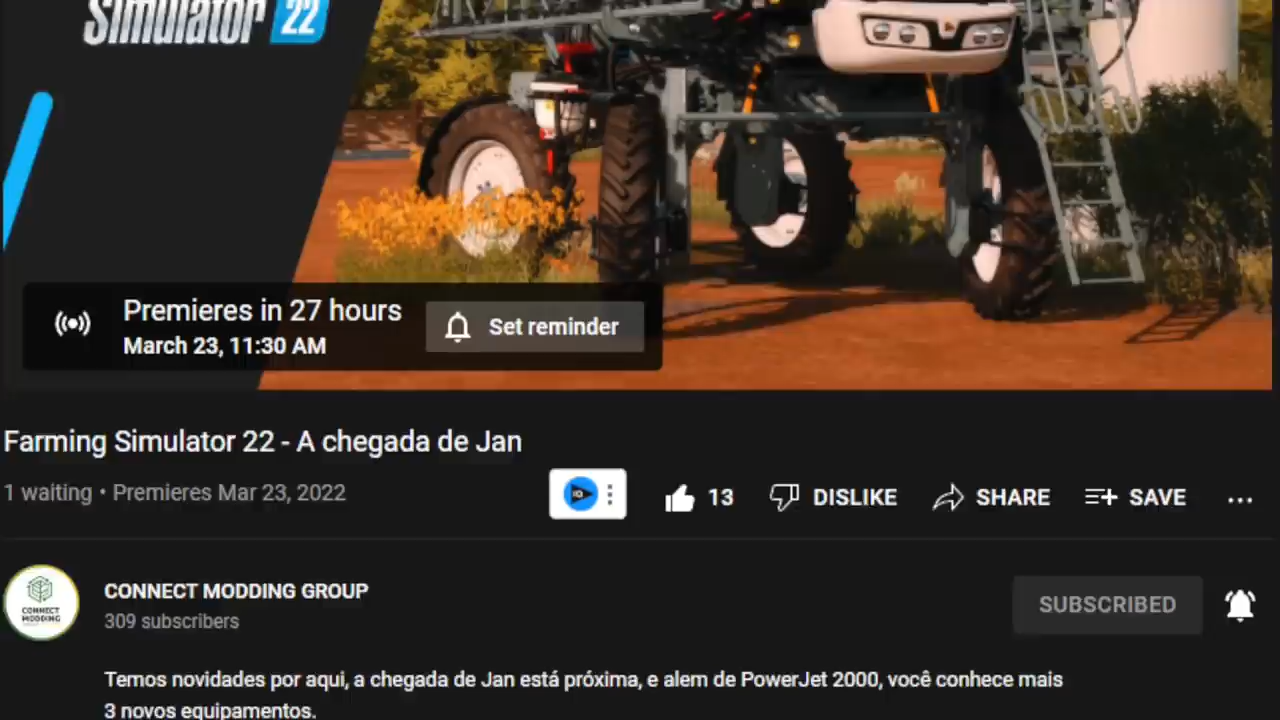 Simulator 22
Premieres in 27 hours
March 23, 11:30 AM
Set reminder
Farming Simulator 22 - A chegada de Jan
1 waiting • Premieres Mar 23, 2022
13
DISLIKE
SHARE
SAVE
CONNECT MODDING GROUP
309 subscribers
CONNECT
MODDING
SUBSCRIBED
Temos novidades por aqui, a chegada de Jan está próxima, e alem de PowerJet 2000, você conhece mais
3 novos equipamentos.